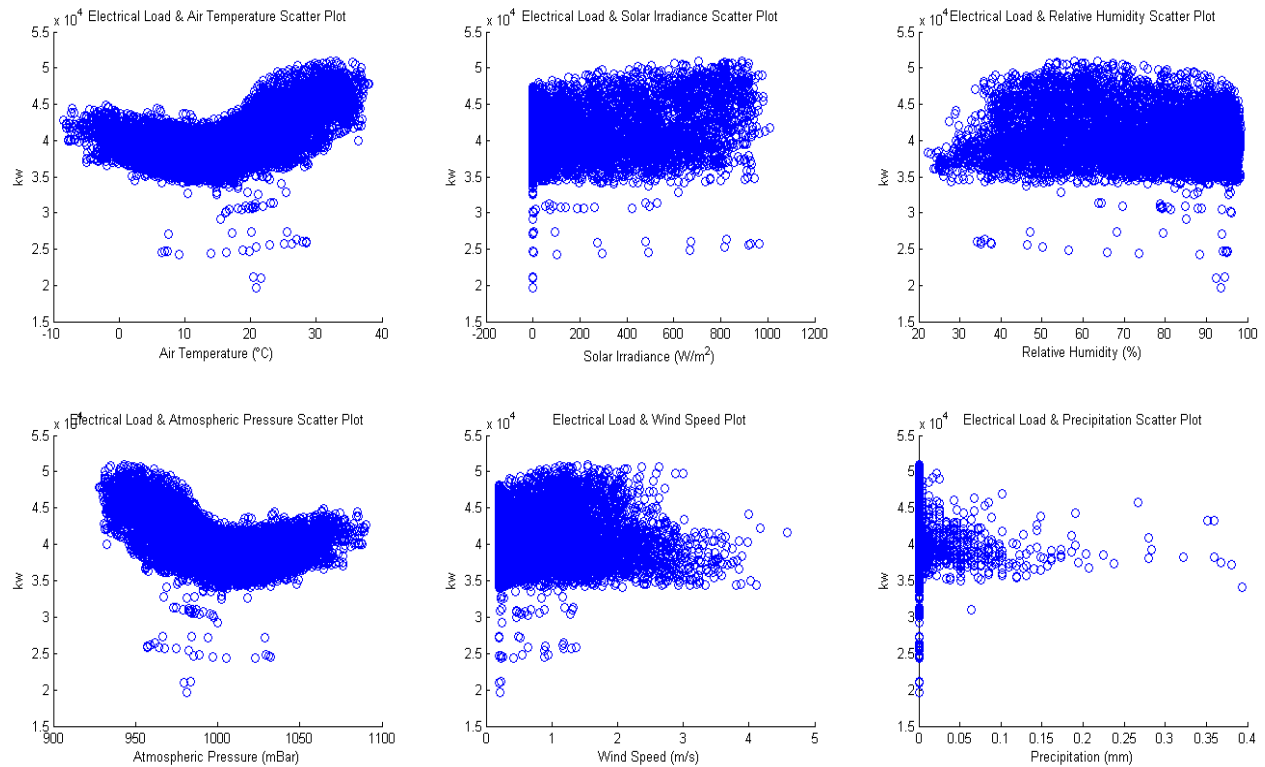 Electrical Load & Air Temperature Scatter Plot
x 10^4
5.5
5
4.5
4
3.5
3
2.5
2
1.5
kw
-10 0 10 20 30 40
Air Temperature (°C)
Electrical Load & Solar Irradiance Scatter Plot
x 10^4
5.5
5
4.5
4
3.5
3
2.5
2
1.5
kw
-200 0 200 400 600 800 1000 1200
Solar Irradiance (W/m^2)
Electrical Load & Relative Humidity Scatter Plot
x 10^4
5.5
5
4.5
4
3.5
3
2.5
2
1.5
kw
20 30 40 50 60 70 80 90 100
Relative Humidity (%)
Electrical Load & Atmospheric Pressure Scatter Plot
x 10^4
5.5
5
4.5
4
3.5
3
2.5
2
1.5
kw
900 950 1000 1050 1100
Atmospheric Pressure (mBar)
Electrical Load & Wind Speed Plot
x 10^4
5.5
5
4.5
4
3.5
3
2.5
2
1.5
kw
0 1 2 3 4 5
Wind Speed (m/s)
Electrical Load & Precipitation Scatter Plot
x 10^4
5.5
5
4.5
4
3.5
3
2.5
2
1.5
kw
0 0.05 0.1 0.15 0.2 0.25 0.3 0.35 0.4
Precipitation (mm)